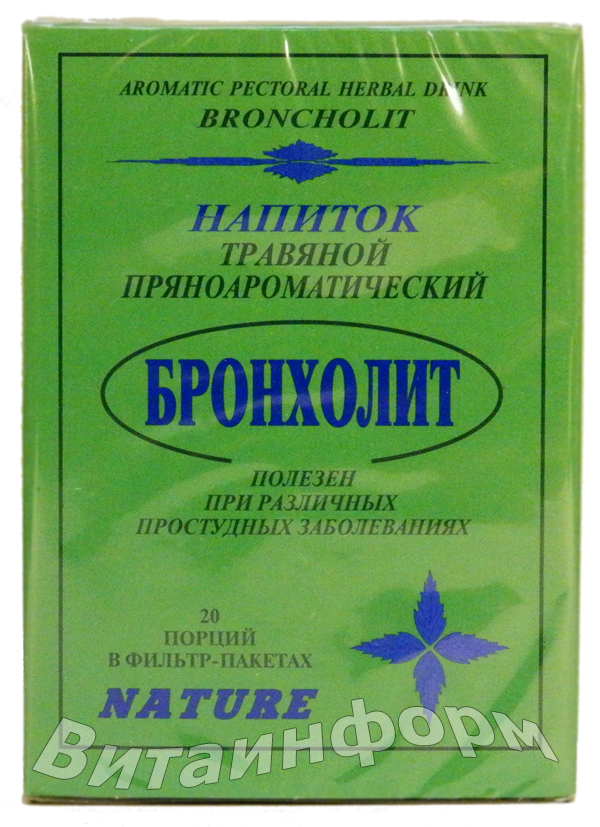 AROMATIC PECTORAL HERBAL DRINK
BRONCHOLIT
НАПИТОК
ТРАВЯНОЙ
ПРЯНОАРОМАТИЧЕСКИЙ
БРОНХОЛИТ
ПОЛЕЗЕН
ПРИ РАЗЛИЧНЫХ
ПРОСТУДНЫХ ЗАБОЛЕВАНИЯХ
20
ПОРЦИЙ
В ФИЛЬТР-ПАКЕТАХ
NATURE
Витаинформ